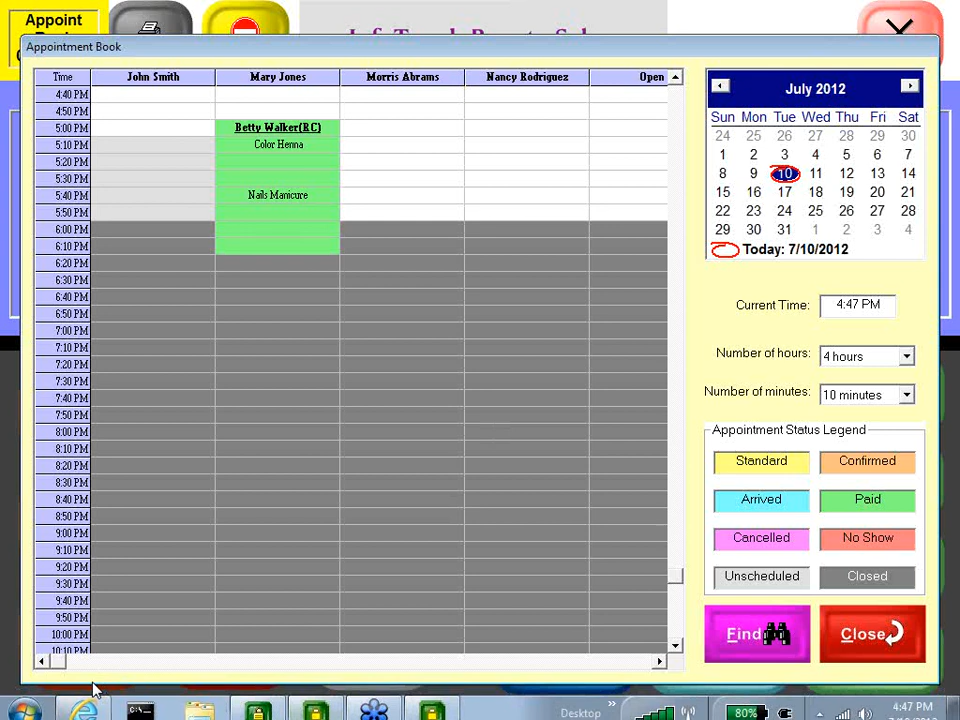 Appoint
Appointment Book
Time John Smith Mary Jones Morris Abrams Nancy Rodriguez Open
4:40 PM
4:50 PM
5:00 PM Betty Walker(RC)
5:10 PM Color Henna
5:20 PM
5:30 PM
5:40 PM Nails Manicure
5:50 PM
6:00 PM
6:10 PM
6:20 PM
6:30 PM
6:40 PM
6:50 PM
7:00 PM
7:10 PM
7:20 PM
7:30 PM
7:40 PM
7:50 PM
8:00 PM
8:10 PM
8:20 PM
8:30 PM
8:40 PM
8:50 PM
9:00 PM
9:10 PM
9:20 PM
9:30 PM
9:40 PM
9:50 PM
10:00 PM
10:10 PM
July 2012
Sun Mon Tue Wed Thu Fri Sat
24 25 26 27 28 29 30
1 2 3 4 5 6 7
8 9 10 11 12 13 14
15 16 17 18 19 20 21
22 23 24 25 26 27 28
29 30 31 1 2 3 4
Today: 7/10/2012
Current Time: 4:47 PM
Number of hours: 4 hours
Number of minutes: 10 minutes
Appointment Status Legend
Standard Confirmed
Arrived Paid
Cancelled No Show
Unscheduled Closed
Find Close
Desktop » 80% 4:47 PM